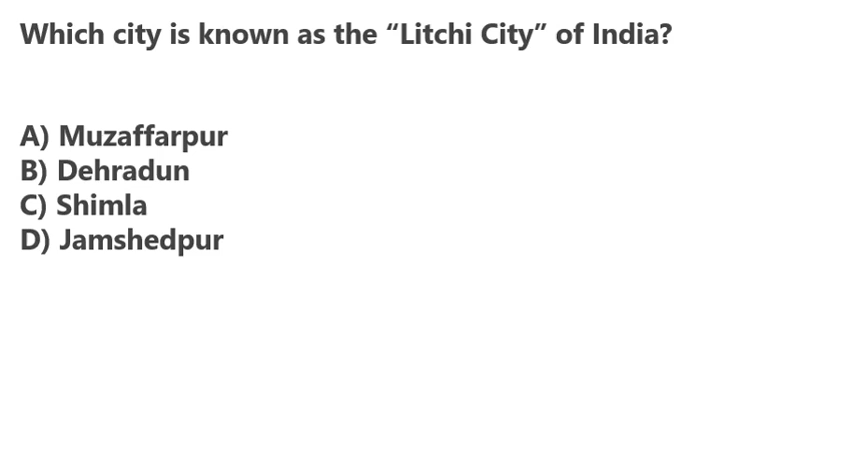 Which city is known as the “Litchi City” of India?
A) Muzaffarpur
B) Dehradun
C) Shimla
D) Jamshedpur